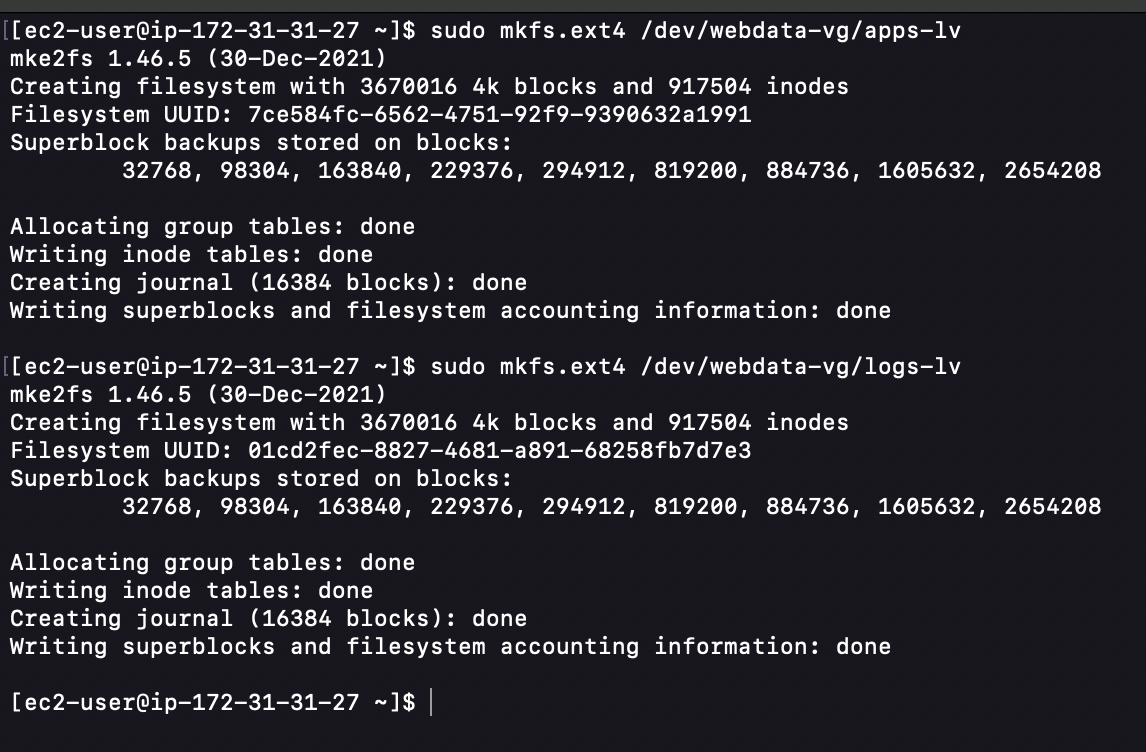 [[ec2-user@ip-172-31-31-27 ~]$ sudo mkfs.ext4 /dev/webdata-vg/apps-lv
mke2fs 1.46.5 (30-Dec-2021)
Creating filesystem with 3670016 4k blocks and 917504 inodes
Filesystem UUID: 7ce584fc-6562-4751-92f9-9390632a1991
Superblock backups stored on blocks:
        32768, 98304, 163840, 229376, 294912, 819200, 884736, 1605632, 2654208

Allocating group tables: done
Writing inode tables: done
Creating journal (16384 blocks): done
Writing superblocks and filesystem accounting information: done

[[ec2-user@ip-172-31-31-27 ~]$ sudo mkfs.ext4 /dev/webdata-vg/logs-lv
mke2fs 1.46.5 (30-Dec-2021)
Creating filesystem with 3670016 4k blocks and 917504 inodes
Filesystem UUID: 01cd2fec-8827-4681-a891-68258fb7d7e3
Superblock backups stored on blocks:
        32768, 98304, 163840, 229376, 294912, 819200, 884736, 1605632, 2654208

Allocating group tables: done
Writing inode tables: done
Creating journal (16384 blocks): done
Writing superblocks and filesystem accounting information: done

[ec2-user@ip-172-31-31-27 ~]$